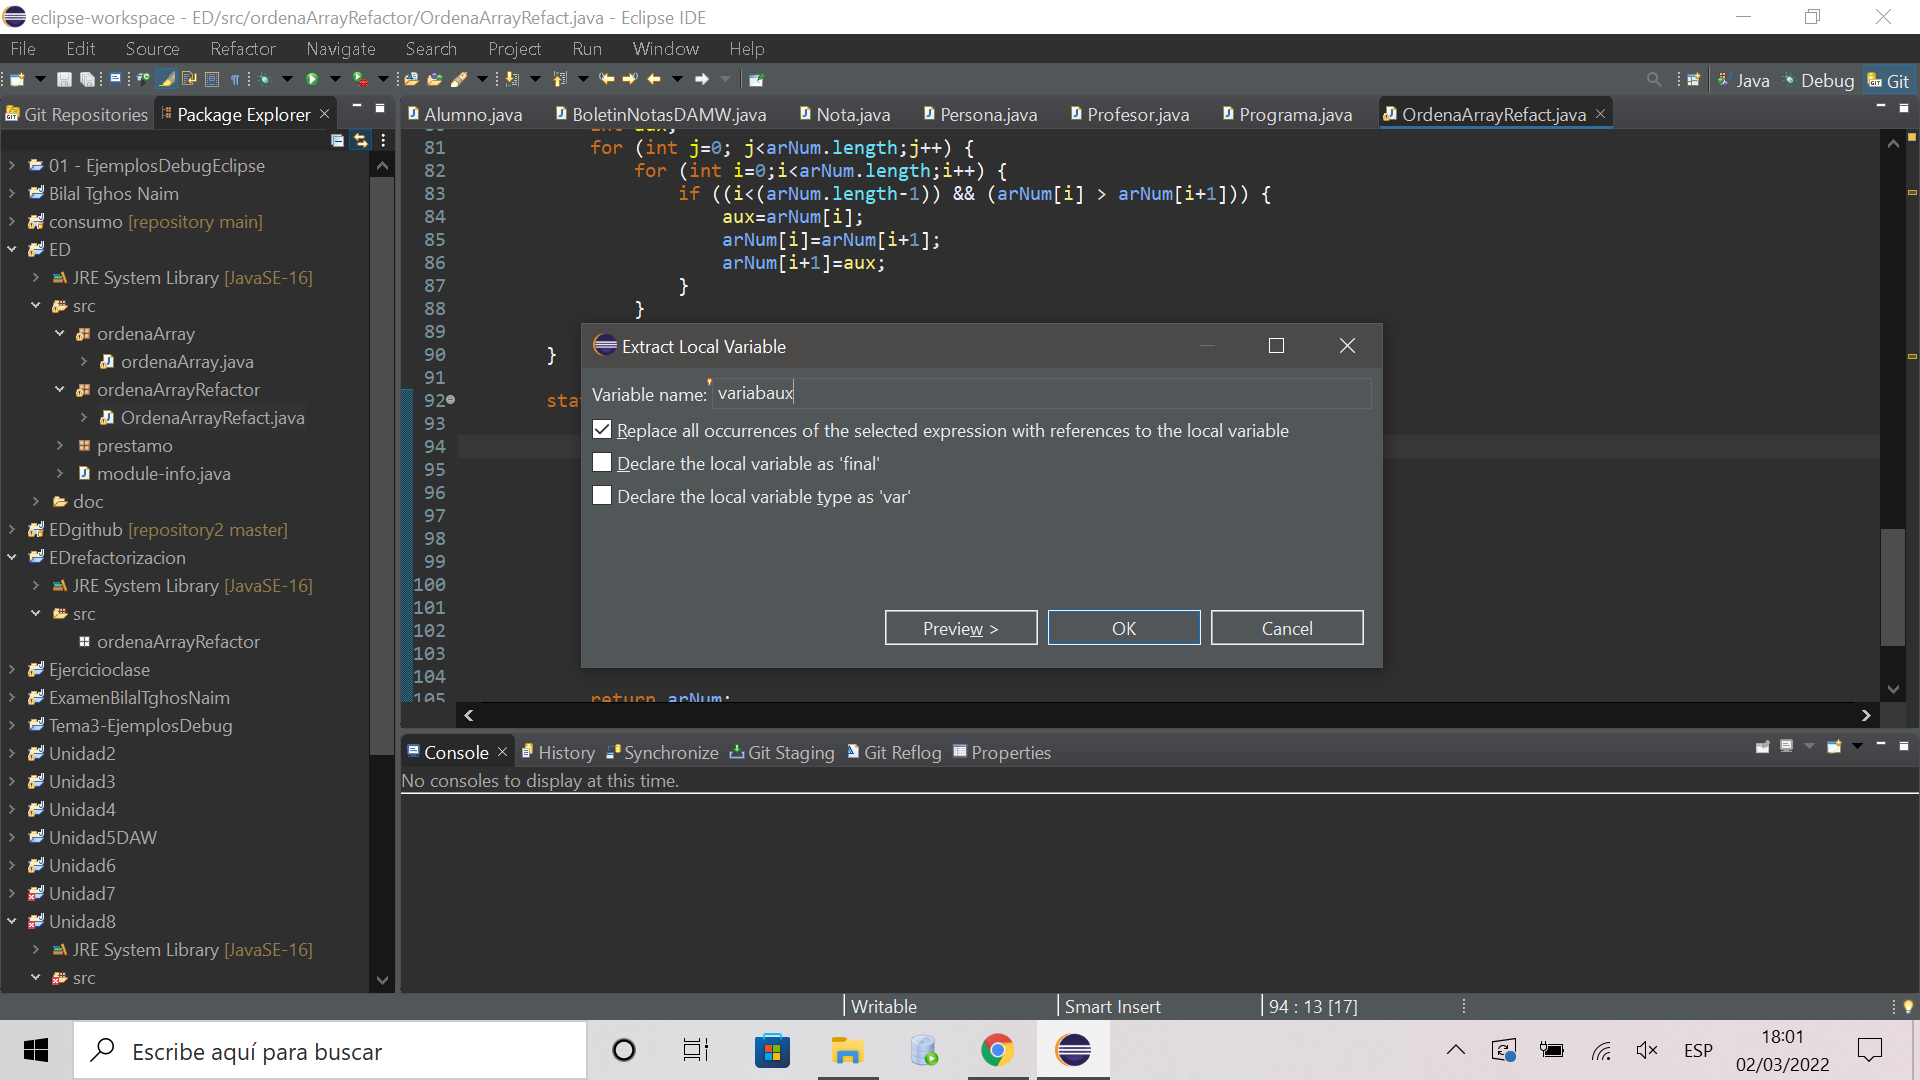 eclipse-workspace - ED/src/ordenaArrayRefactor/OrdenaArrayRefact.java - Eclipse IDE
File Edit Source Refactor Navigate Search Project Run Window Help
Java Debug Git
Git Repositories Package Explorer
Alumno.java BoletinNotasDAMW.java Nota.java Persona.java Profesor.java Programa.java OrdenaArrayRefact.java
01 - EjemplosDebugEclipse
Bilal Tghos Naim
consumo [repository main]
ED
JRE System Library [JavaSE-16]
src
ordenaArray
ordenaArray.java
ordenaArrayRefactor
OrdenaArrayRefact.java
prestamo
module-info.java
doc
EDgithub [repository2 master]
EDrefactorizacion
JRE System Library [JavaSE-16]
src
ordenaArrayRefactor
Ejercicioclase
ExamenBilalTghosNaim
Tema3-EjemplosDebug
Unidad2
Unidad3
Unidad4
Unidad5DAW
Unidad6
Unidad7
Unidad8
JRE System Library [JavaSE-16]
src
81 for (int j=0; j<arNum.length;j++) {
82 for (int i=0;i<arNum.length;i++) {
83 if ((i<(arNum.length-1)) && (arNum[i] > arNum[i+1])) {
84 aux=arNum[i];
85 arNum[i]=arNum[i+1];
86 arNum[i+1]=aux;
87 }
88 }
89
90 }
91
92 sta
93
94
95
96
97
98
99
100
101
102
103
104
105 return arNum;
Extract Local Variable
Variable name: variabaux
Replace all occurrences of the selected expression with references to the local variable
Declare the local variable as 'final'
Declare the local variable type as 'var'
Preview > OK Cancel
Console History Synchronize Git Staging Git Reflog Properties
No consoles to display at this time.
Writable Smart Insert 94 : 13 [17]
Escribe aquí para buscar
ESP
18:01
02/03/2022